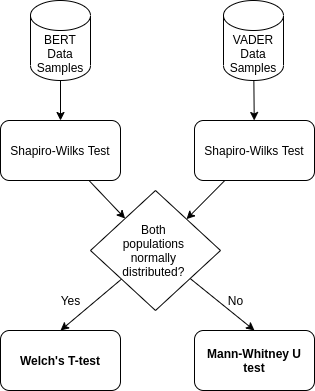 BERT
Data
Samples
VADER
Data
Samples
Shapiro-Wilks Test
Shapiro-Wilks Test
Both
populations
normally
distributed?
Yes
No
Welch's T-test
Mann-Whitney U
test